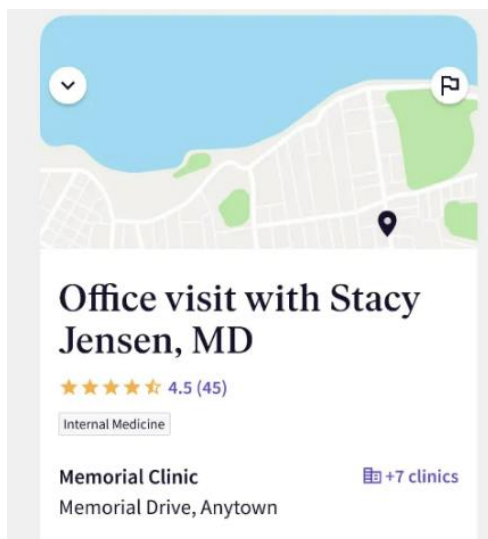 Office visit with Stacy
Jensen, MD
4.5 (45)
Internal Medicine
Memorial Clinic
+7 clinics
Memorial Drive, Anytown